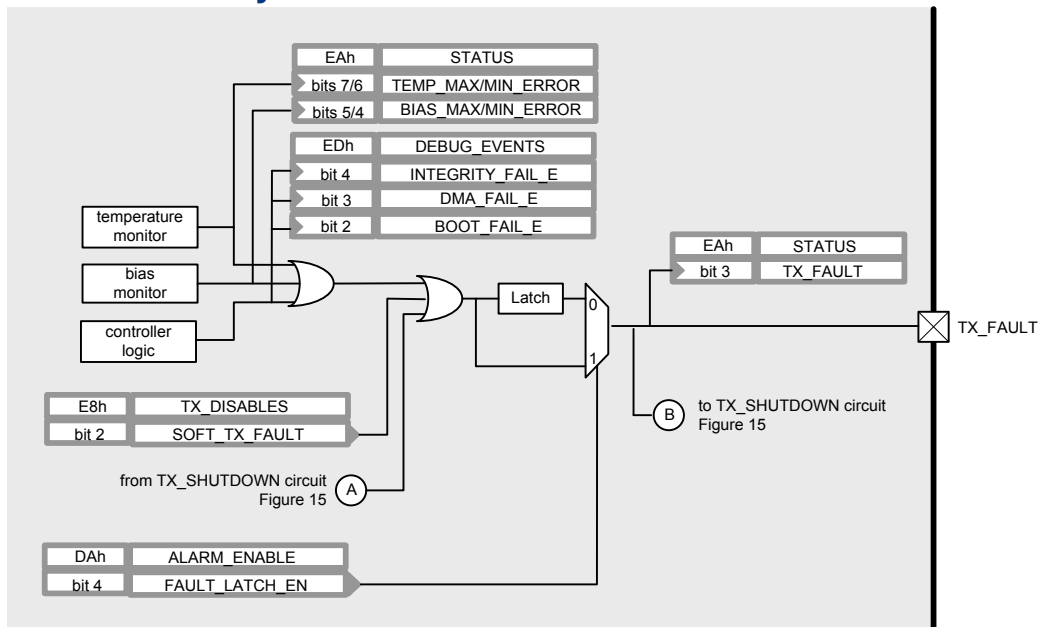 EAh STATUS
bits 7/6 TEMP_MAX/MIN_ERROR
bits 5/4 BIAS_MAX/MIN_ERROR
EDh DEBUG_EVENTS
bit 4 INTEGRITY_FAIL_E
bit 3 DMA_FAIL_E
bit 2 BOOT_FAIL_E
temperature
monitor
bias
monitor
controller
logic
EAh STATUS
bit 3 TX_FAULT
Latch
0
1
TX_FAULT
E8h TX_DISABLES
bit 2 SOFT_TX_FAULT
B
to TX_SHUTDOWN circuit
Figure 15
from TX_SHUTDOWN circuit
Figure 15
A
DAh ALARM_ENABLE
bit 4 FAULT_LATCH_EN